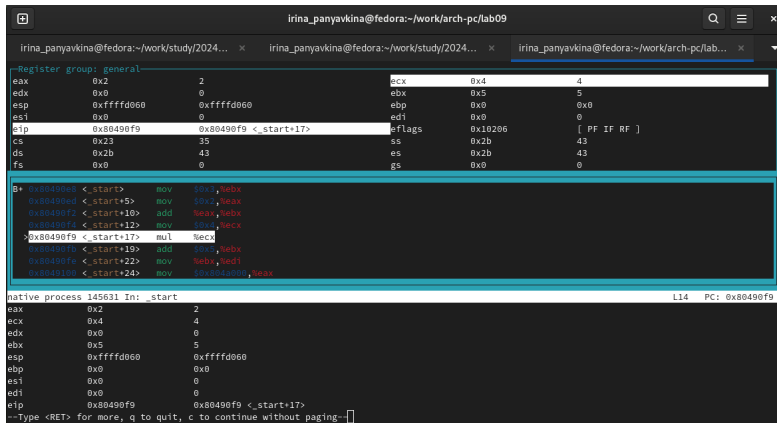 irina_panyavkina@fedora:~/work/arch-pc/lab09
irina_panyavkina@fedora:~/work/study/2024... × irina_panyavkina@fedora:~/work/study/2024... × irina_panyavkina@fedora:~/work/arch-pc/lab... ×
Register group: general
eax 0x2 2 ecx 0x4 4
edx 0x0 0 ebx 0x5 5
esp 0xffffd060 0xffffd060 ebp 0x0 0x0
esi 0x0 0 edi 0x0 0
eip 0x80490f9 0x80490f9 <_start+17> eflags 0x10206 [ PF IF RF ]
cs 0x23 35 ss 0x2b 43
ds 0x2b 43 es 0x2b 43
fs 0x0 0 gs 0x0 0
B+ 0x80490e8 <_start> mov $0x3,%ebx
0x80490ed <_start+5> mov $0x2,%eax
0x80490f2 <_start+10> add %eax,%ebx
0x80490f4 <_start+12> mov $0x4,%ecx
>0x80490f9 <_start+17> mul %ecx
0x80490fb <_start+19> add $0x5,%ebx
0x80490fe <_start+22> mov %ebx,%edi
0x8049100 <_start+24> mov $0x804a000,%eax
native process 145631 In: _start L14 PC: 0x80490f9
eax 0x2 2
ecx 0x4 4
edx 0x0 0
ebx 0x5 5
esp 0xffffd060 0xffffd060
ebp 0x0 0x0
esi 0x0 0
edi 0x0 0
eip 0x80490f9 0x80490f9 <_start+17>
--Type <RET> for more, q to quit, c to continue without paging--